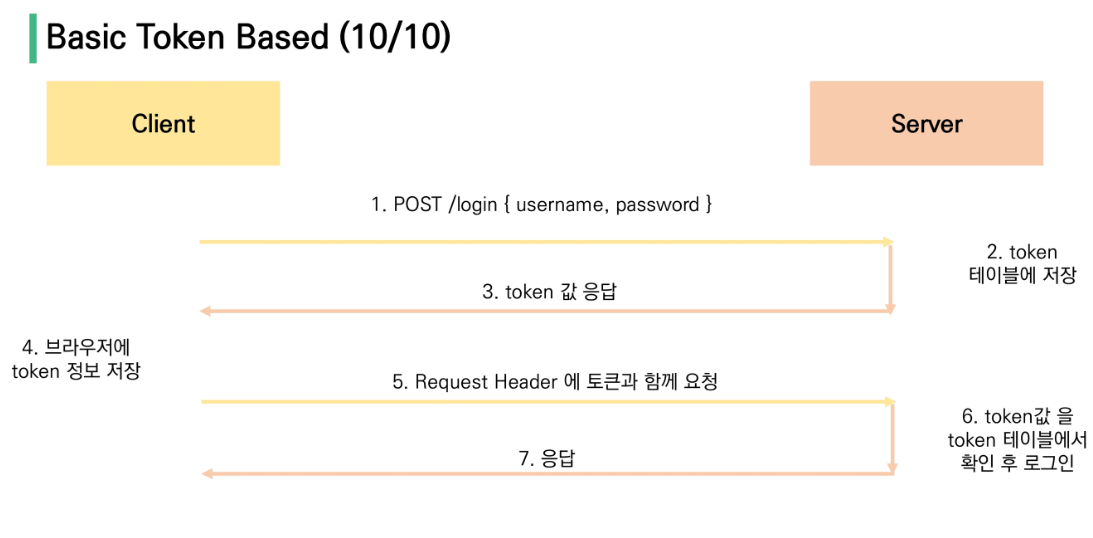 Basic Token Based (10/10)
Client
Server
1. POST /login { username, password }
2. token
테이블에 저장
3. token 값 응답
4. 브라우저에
token 정보 저장
5. Request Header 에 토큰과 함께 요청
6. token값 을
token 테이블에서
확인 후 로그인
7. 응답